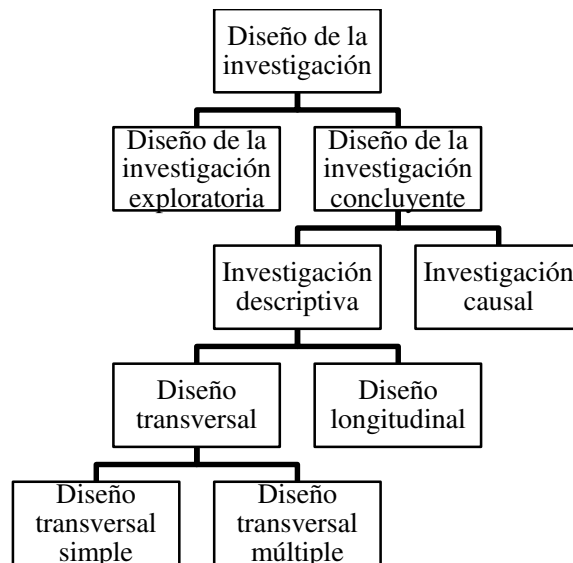 Diseño de la
investigación
Diseño de la
investigación
exploratoria
Diseño de la
investigación
concluyente
Investigación
descriptiva
Investigación
causal
Diseño
transversal
Diseño
longitudinal
Diseño
transversal
simple
Diseño
transversal
múltiple